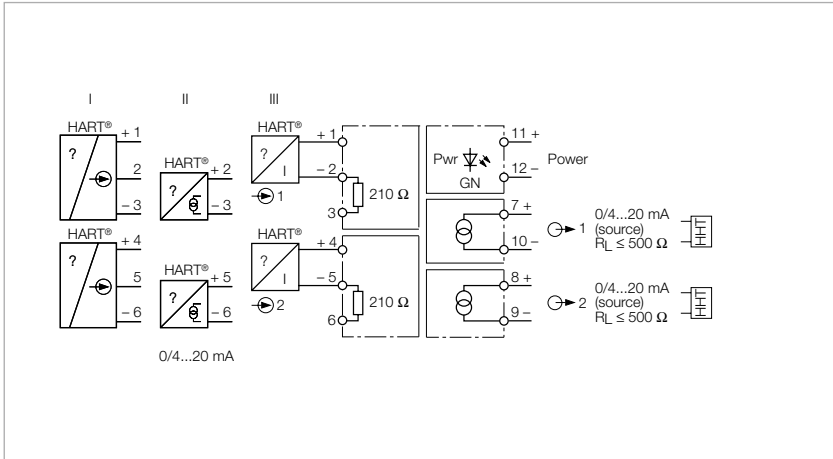 I II III
HART®
? + 1
2
– 3
HART®
? + 2
– 3
HART®
? I + 1
– 2
1
210 Ω
3
Pwr GN
11 +
12 – Power
7 +
10 –
1 0/4...20 mA
(source)
RL ≤ 500 Ω
HHT
HART®
? + 4
5
– 6
HART®
? + 5
– 6
0/4...20 mA
HART®
? I + 4
– 5
2
210 Ω
6
8 +
9 –
2 0/4...20 mA
(source)
RL ≤ 500 Ω
HHT